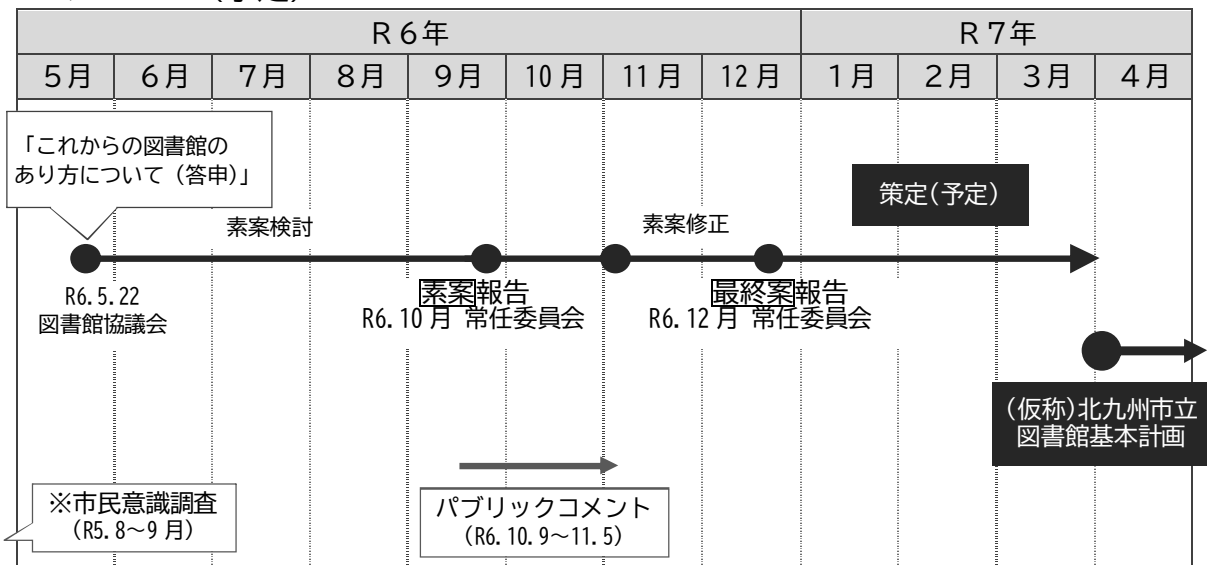 (予定)
R6年 R7年
5月 6月 7月 8月 9月 10月 11月 12月 1月 2月 3月 4月
「これからの図書館の
あり方について(答申)」
策定(予定)
素案検討 素案修正
R6.5.22
図書館協議会
素案報告
R6.10月 常任委員会
最終案報告
R6.12月 常任委員会
(仮称)北九州市立
図書館基本計画
※市民意識調査
(R5.8～9月)
パブリックコメント
(R6.10.9～11.5)